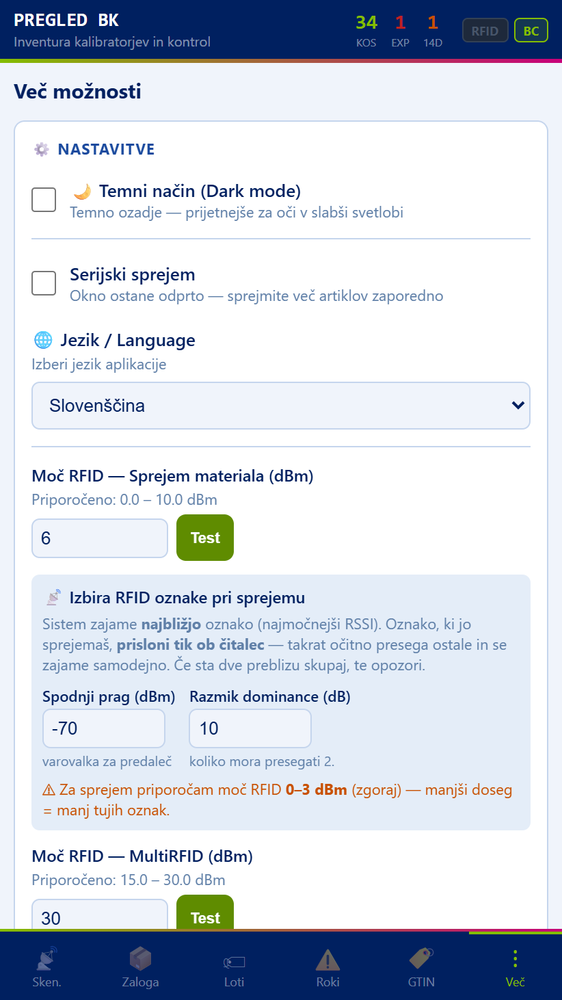 PREGLED BK
Inventura kalibratorjev in kontrol
34 1 1
KOS EXP 14D
RFID BC
Več možnosti
NASTAVITVE
Temni način (Dark mode)
Temno ozadje — prijetnejše za oči v slabši svetlobi
Serijski sprejem
Okno ostane odprto — sprejmite več artiklov zaporedno
Jezik / Language
Izberi jezik aplikacije
Slovenščina
Moč RFID — Sprejem materiala (dBm)
Priporočeno: 0.0 – 10.0 dBm
6 Test
Izbira RFID oznake pri sprejemu
Sistem zajame najbližjo oznako (najmočnejši RSSI). Oznako, ki jo
sprejemaš, prisloni tik ob čitalec — takrat očitno presega ostale in se
zajame samodejno. Če sta dve preblizu skupaj, te opozori.
Spodnji prag (dBm) Razmik dominance (dB)
-70 10
varovalka za predaleč koliko mora presegati 2.
⚠ Za sprejem priporočam moč RFID 0–3 dBm (zgoraj) — manjši doseg
= manj tujih oznak.
Moč RFID — MultiRFID (dBm)
Priporočeno: 15.0 – 30.0 dBm
30 Test
Sken. Zaloga Loti Roki GTIN Več